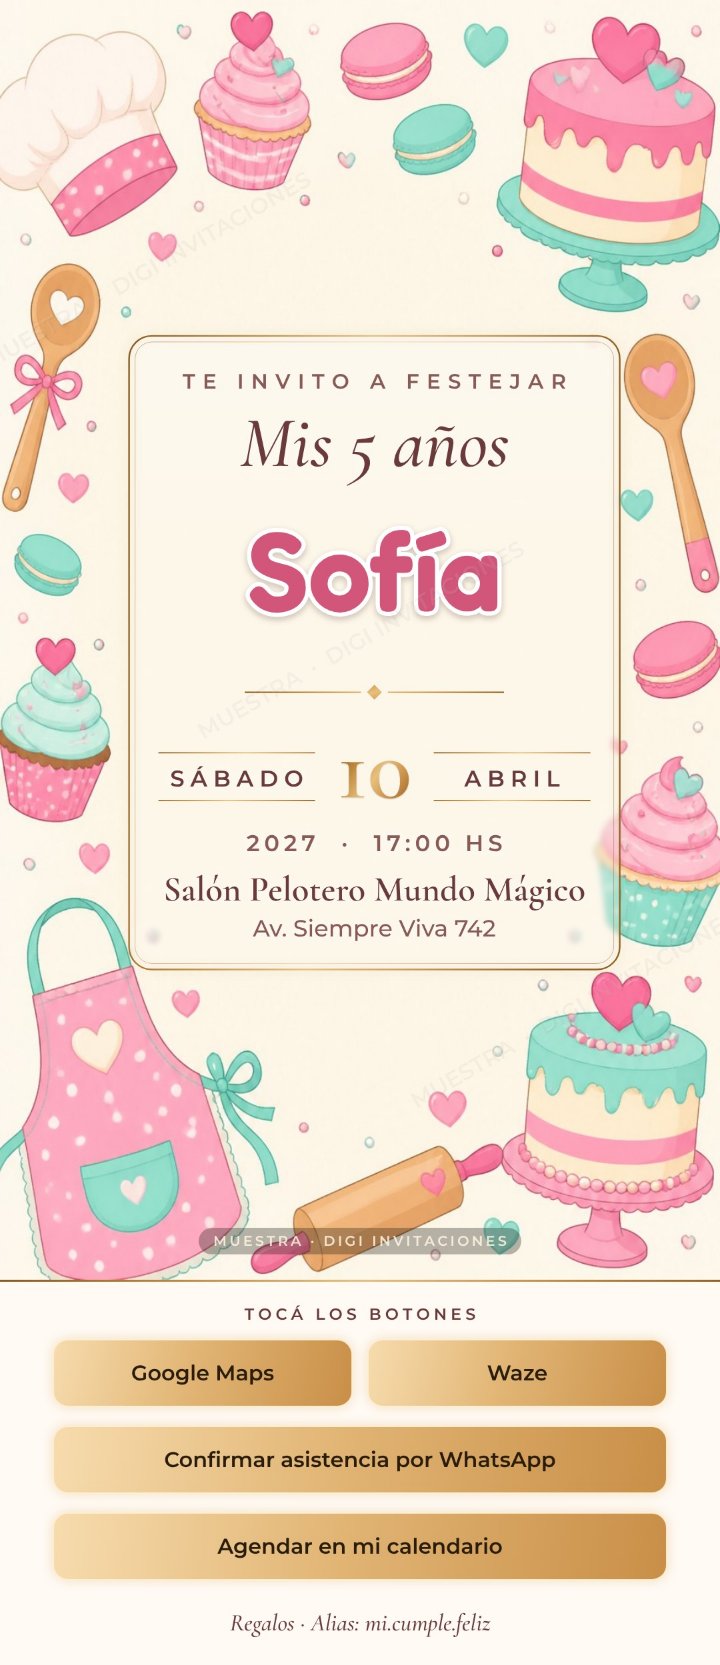 TE INVITO A FESTEJAR
Mis 5 años
Sofía
SÁBADO 10 ABRIL
2027 · 17:00 HS
Salón Pelotero Mundo Mágico
Av. Siempre Viva 742
MUESTRA · DIGI INVITACIONES
TOCÁ LOS BOTONES
Google Maps Waze
Confirmar asistencia por WhatsApp
Agendar en mi calendario
Regalos · Alias: mi.cumple.feliz